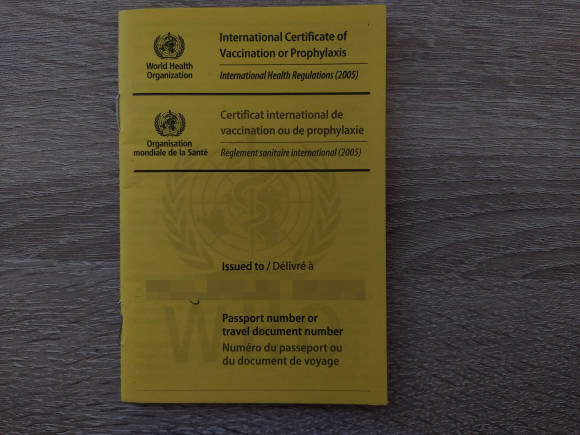 World Health
Organization
International Certificate of
Vaccination or Prophylaxis
International Health Regulations (2005)
Organisation
mondiale de la Santé
Certificat international de
vaccination ou de prophylaxie
Règlement sanitaire international (2005)
Issued to / Délivré à
Passport number or
travel document number
Numéro du passeport ou
du document de voyage
WHO